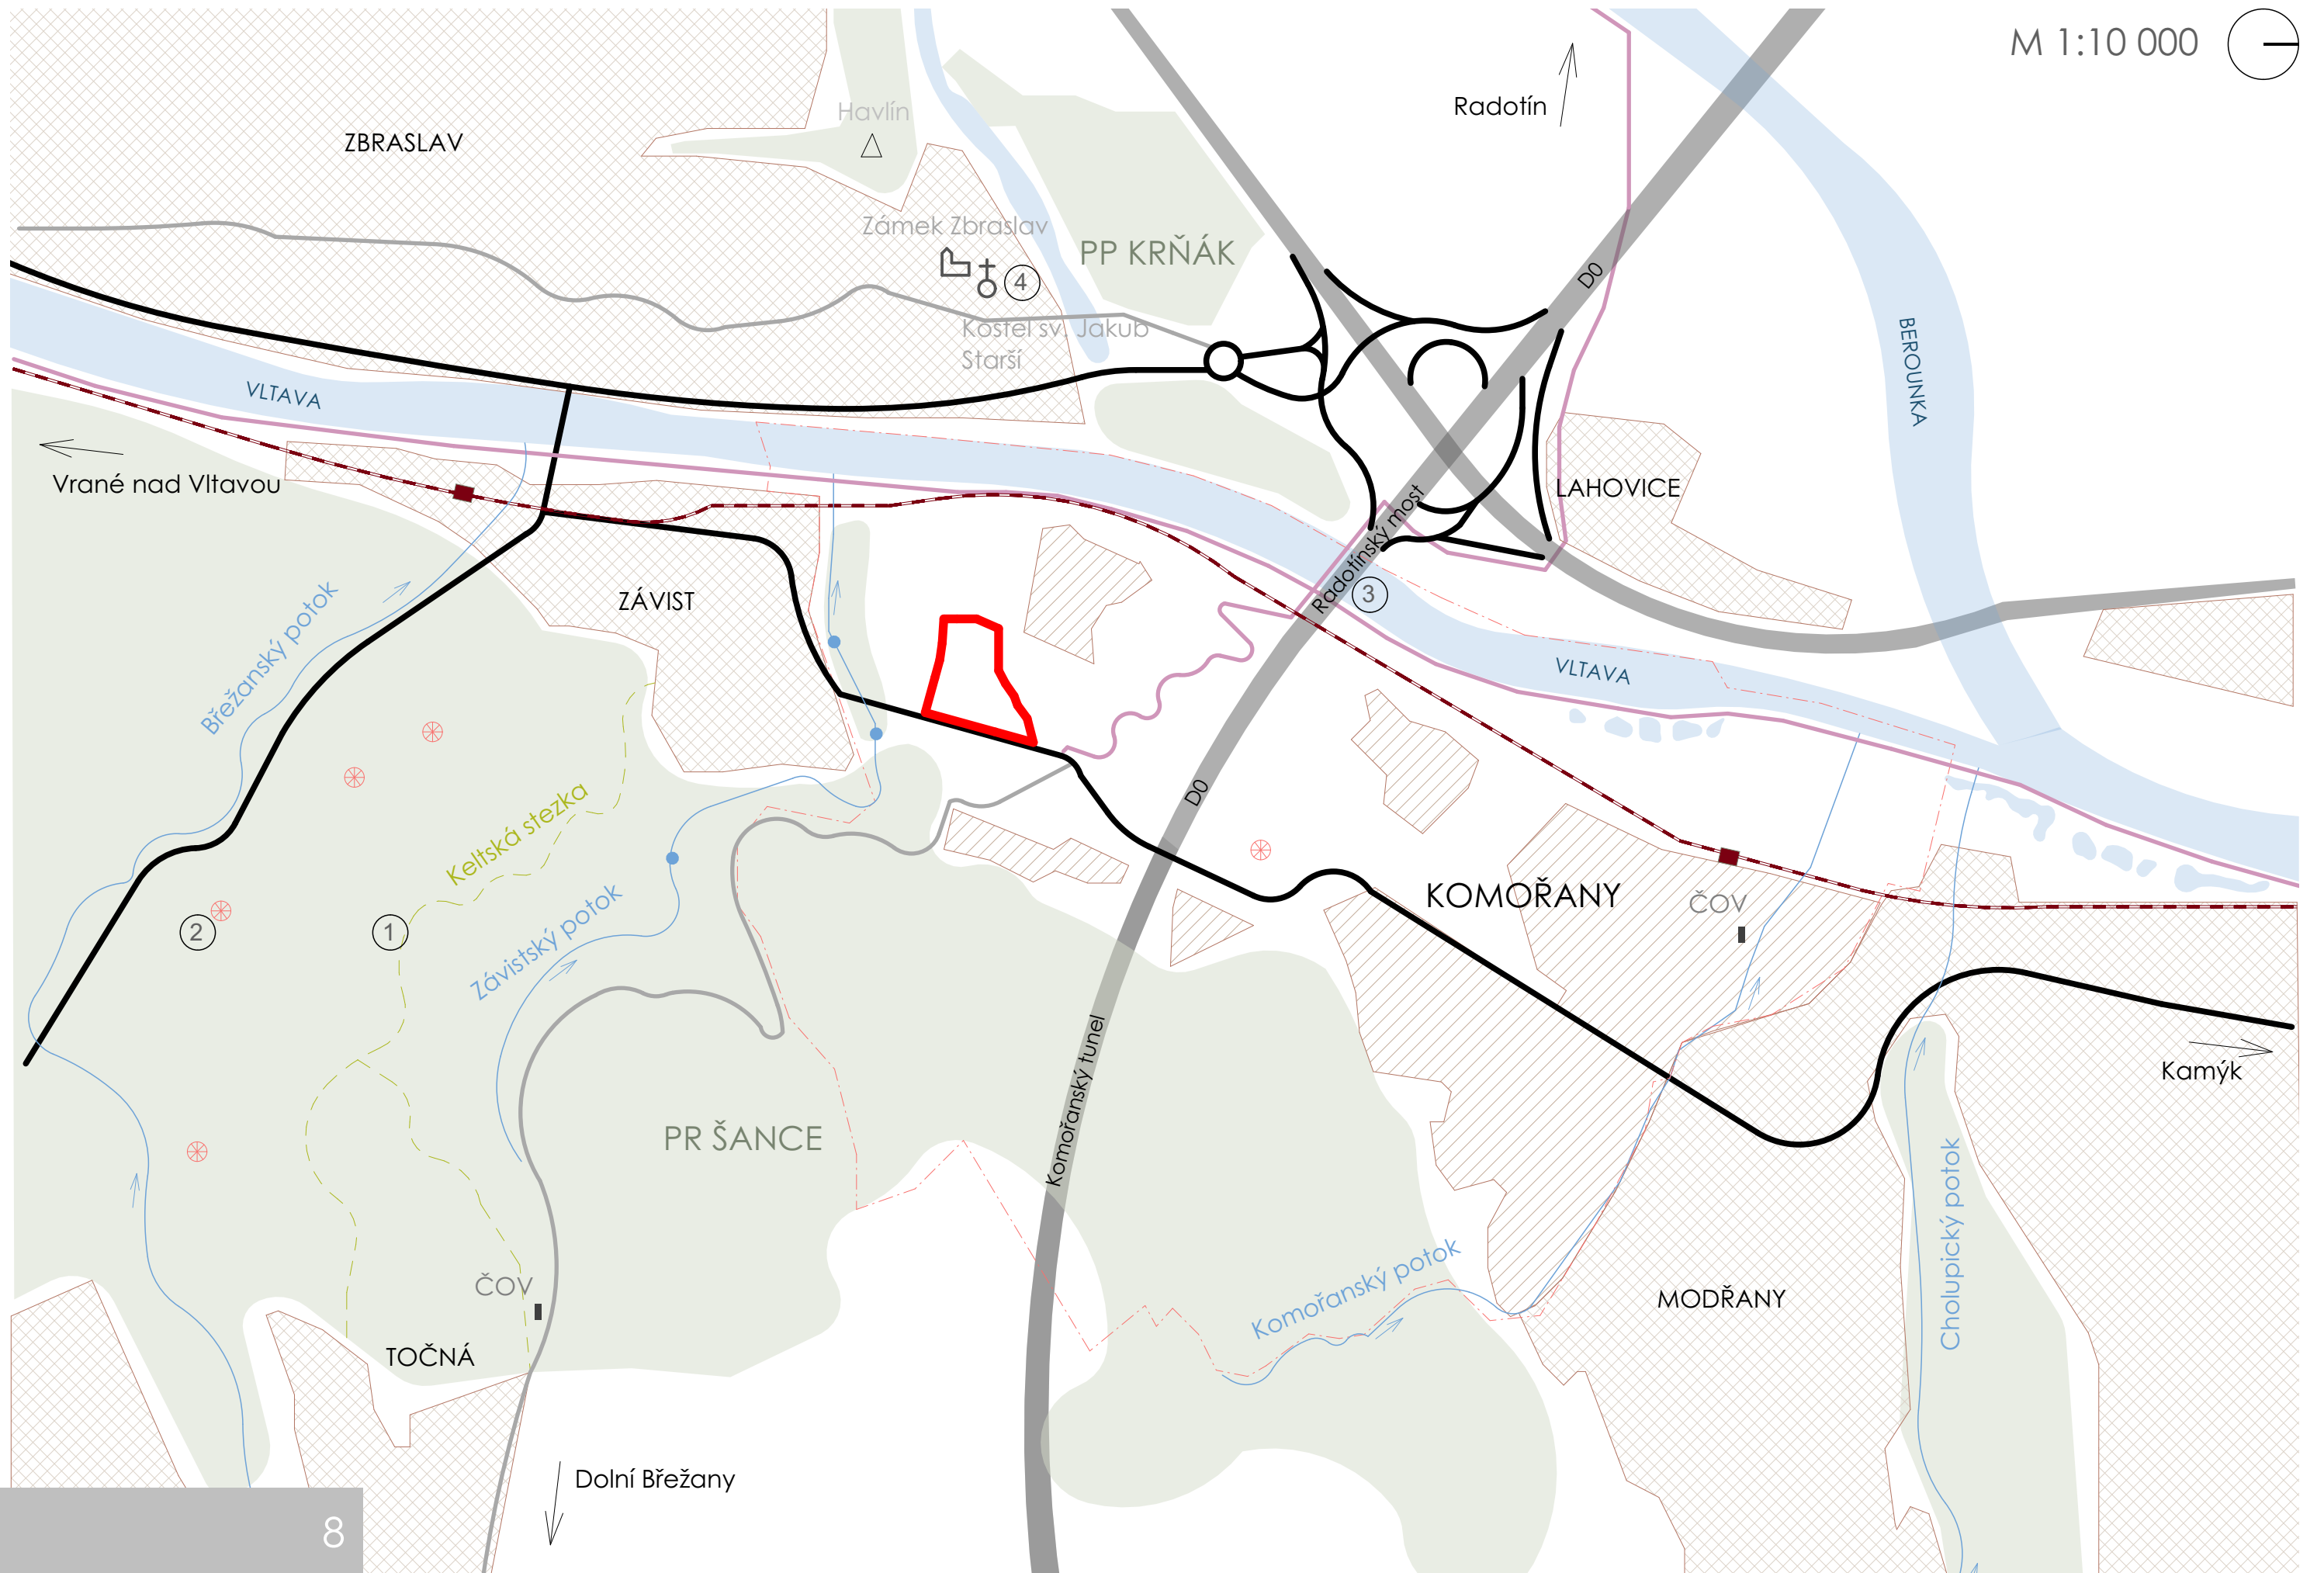 M 1:10 000
Radotín
Havlín
ZBRASLAV
Zámek Zbraslav
PP KRŇÁK
4
D0
Kostel sv. Jakub
Starší
BEROUNKA
VLTAVA
Vrané nad Vltavou
LAHOVICE
Radotínský most
3
ZÁVIST
Břežanský potok
VLTAVA
D0
Keltská stezka
KOMOŘANY
ČOV
2
1
Závistský potok
Kamýk
Komořanský tunel
PR ŠANCE
Cholupický potok
Komořanský potok
ČOV
MODŘANY
TOČNÁ
Dolní Břežany
8